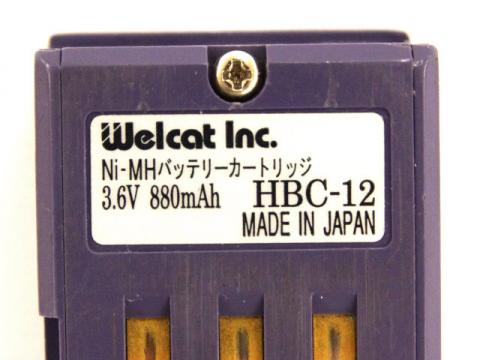 Welcat Inc.
Ni-MHバッテリーカートリッジ
3.6V 880mAh HBC-12
MADE IN JAPAN